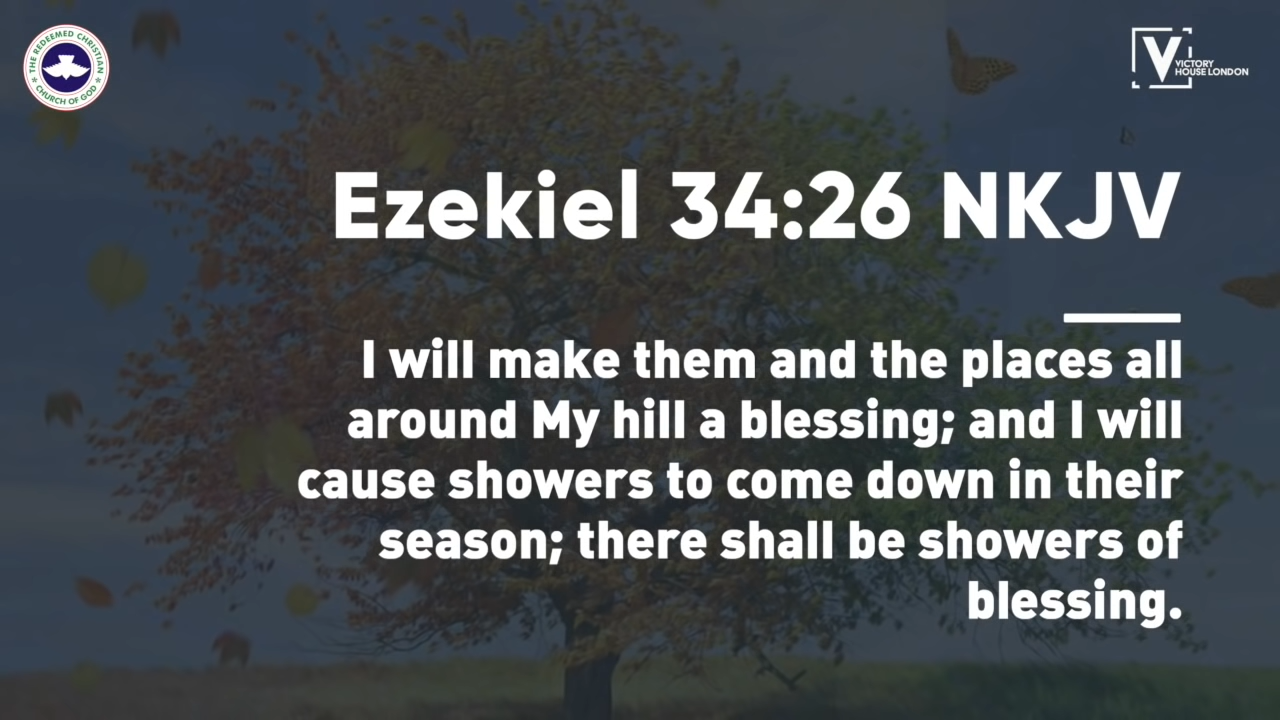 THE REDEEMED CHRISTIAN
CHURCH OF GOD
V VICTORY
HOUSE LONDON
Ezekiel 34:26 NKJV
I will make them and the places all
around My hill a blessing; and I will
cause showers to come down in their
season; there shall be showers of
blessing.